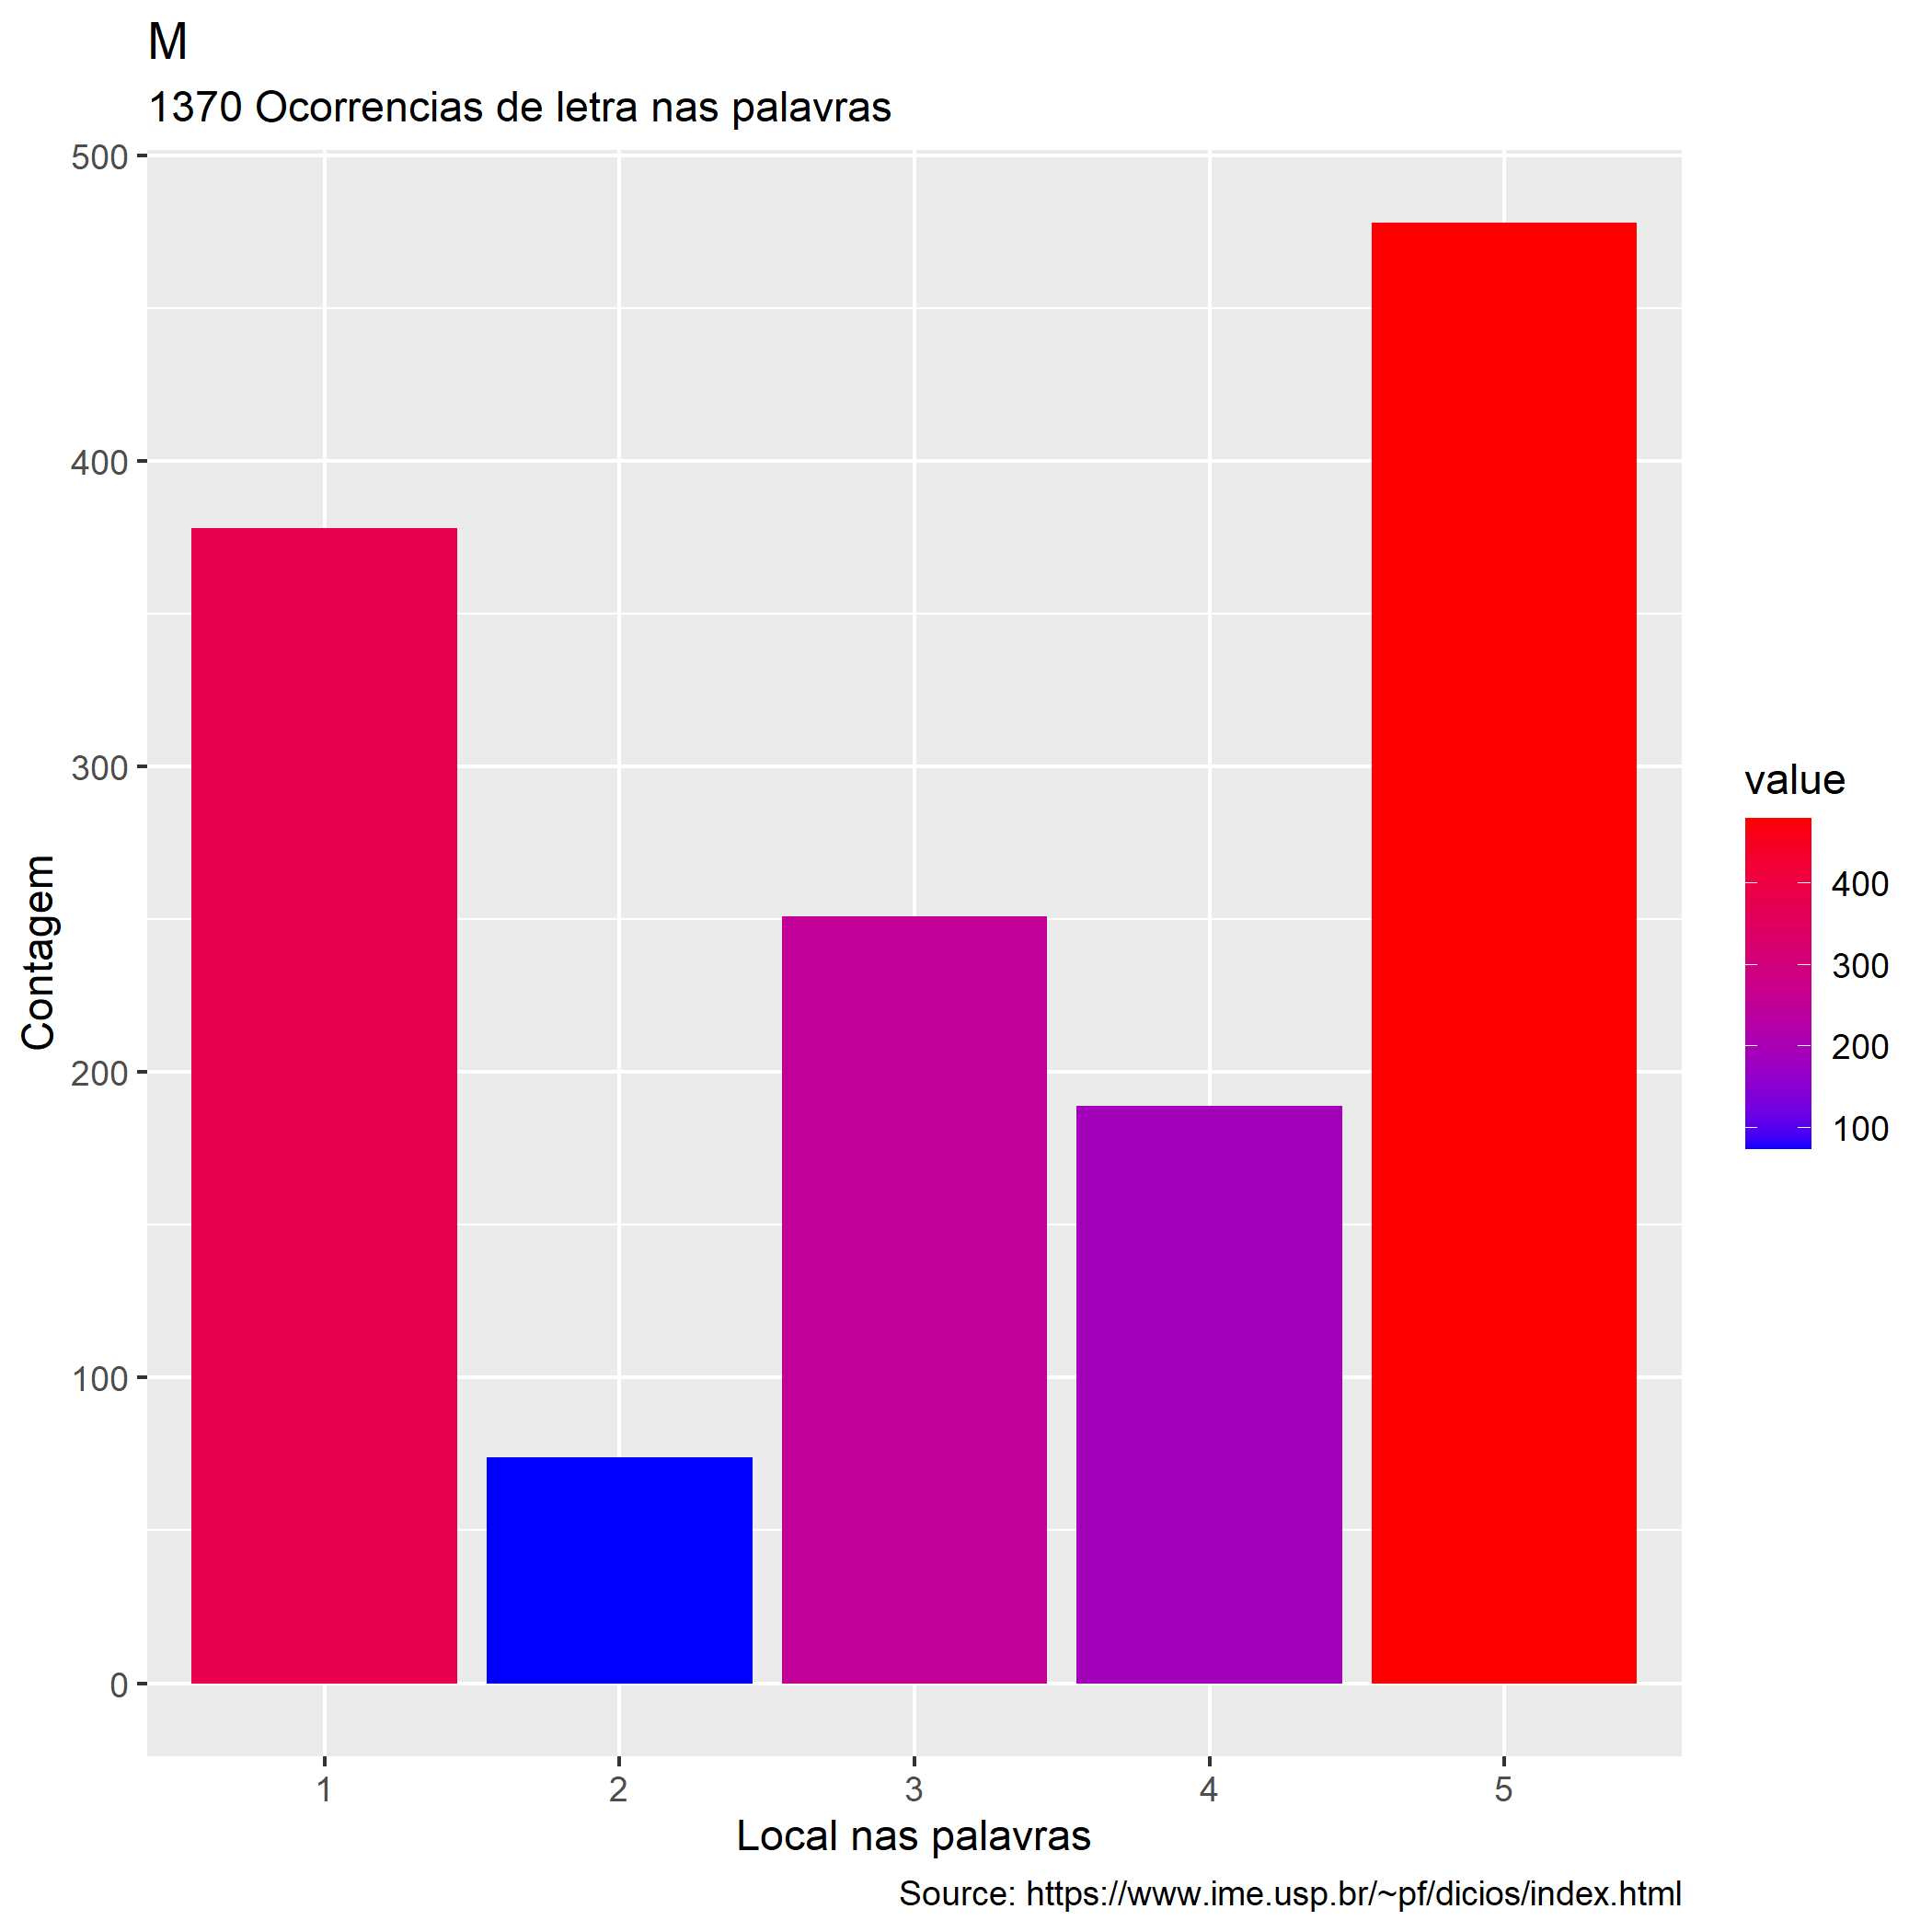 M
1370 Ocorrencias de letra nas palavras
500
400
300
200
100
0
Contagem
1 2 3 4 5
Local nas palavras
value
400
300
200
100
Source: https://www.ime.usp.br/~pf/dicios/index.html